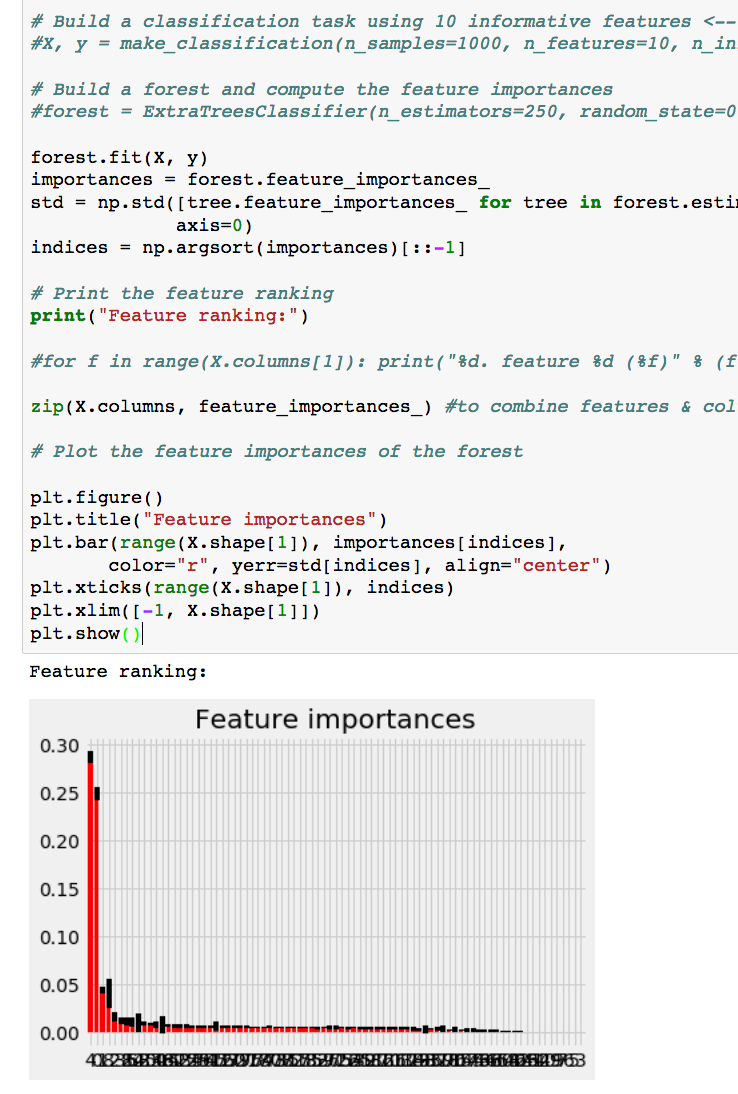 # Build a classification task using 10 informative features <--
#X, y = make_classification(n_samples=1000, n_features=10, n_in
# Build a forest and compute the feature importances
#forest = ExtraTreesClassifier(n_estimators=250, random_state=0
forest.fit(X, y)
importances = forest.feature_importances_
std = np.std([tree.feature_importances_ for tree in forest.esti
axis=0)
indices = np.argsort(importances)[::-1]
# Print the feature ranking
print("Feature ranking:")
#for f in range(X.columns[1]): print("%d. feature %d (%f)" % (f
zip(X.columns, feature_importances_) #to combine features & col
# Plot the feature importances of the forest
plt.figure()
plt.title("Feature importances")
plt.bar(range(X.shape[1]), importances[indices],
color="r", yerr=std[indices], align="center")
plt.xticks(range(X.shape[1]), indices)
plt.xlim([-1, X.shape[1]])
plt.show()
Feature ranking:
Feature importances
0.30
0.25
0.20
0.15
0.10
0.05
0.00